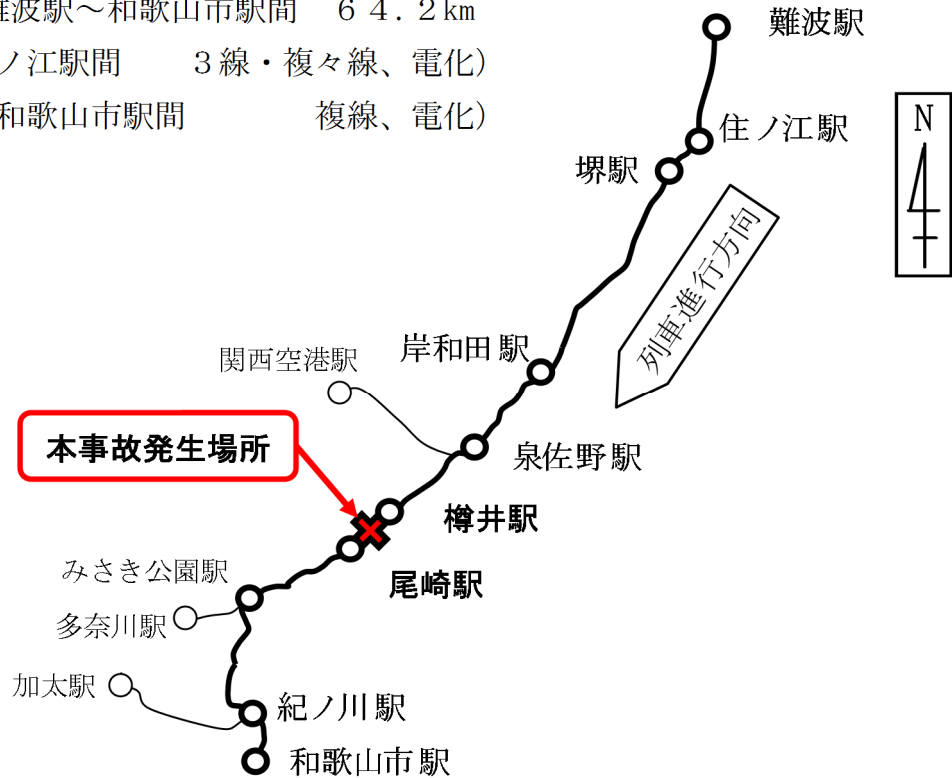 難波駅～和歌山市駅間　６４.２km
ノ江駅間　　３線・複々線、電化）
和歌山市駅間　　　　複線、電化）
難波駅
住ノ江駅
堺駅
N
列車進行方向
岸和田駅
関西空港駅
本事故発生場所
泉佐野駅
樽井駅
尾崎駅
みさき公園駅
多奈川駅
加太駅
紀ノ川駅
和歌山市駅